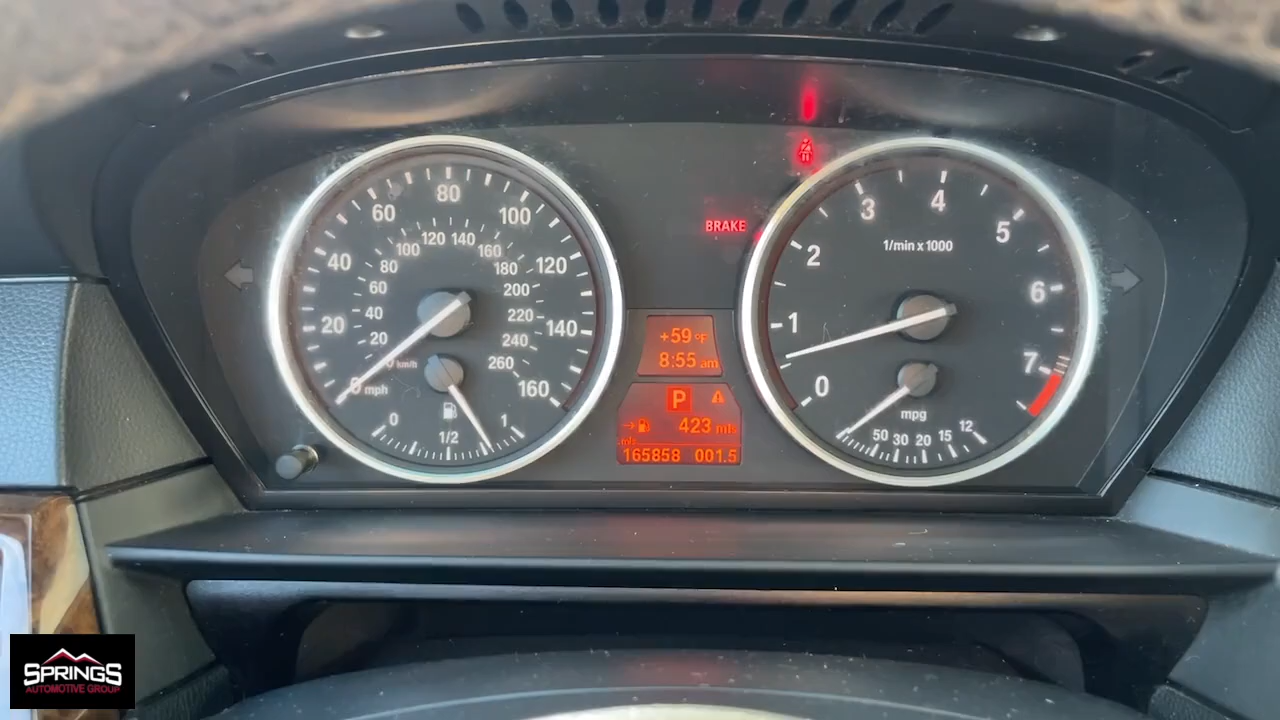 20 40 60 80 100 120 140 160
0 mph
20 40 60 80 100 120 140 160 180 200 220 240 260
km/h
0 1/2 1
BRAKE
+59 °F
8:55 am
P
423 mls
mls
165858 001.5
0 1 2 3 4 5 6 7
1/min x 1000
mpg
50 30 20 15 12
SPRINGS
AUTOMOTIVE GROUP